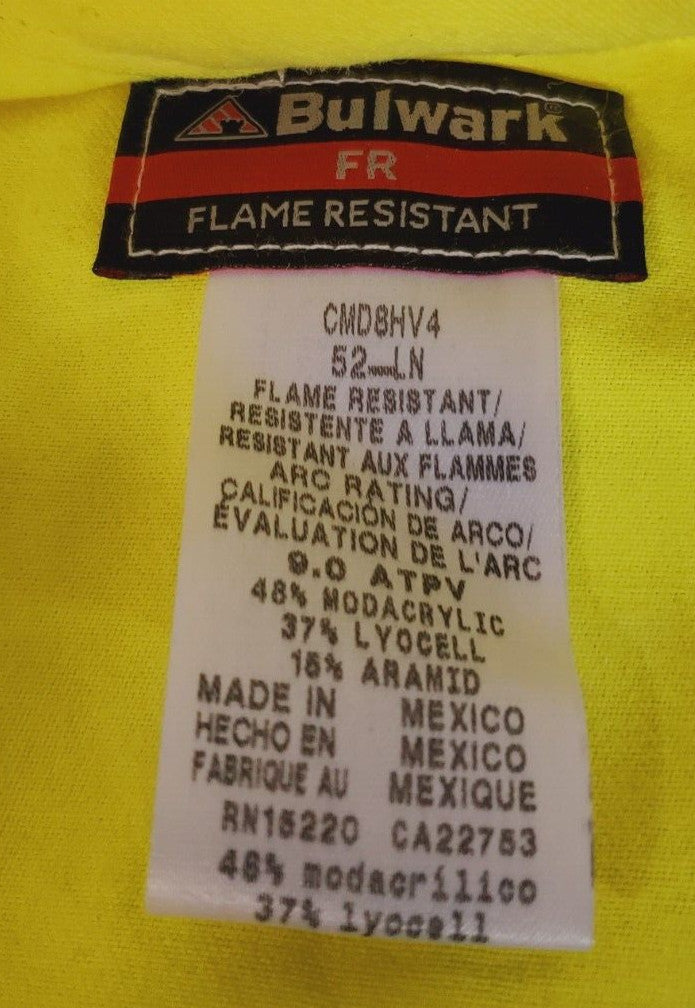 Bulwark®
FR
FLAME RESISTANT
CMD8HV4
52 LN
FLAME RESISTANT/
RESISTENTE A LLAMA/
RESISTANT AUX FLAMMES
ARC RATING/
CALIFICACIÓN DE ARCO/
ÉVALUATION DE L'ARC
9.0 ATPV
48% MODACRYLIC
37% LYOCELL
15% ARAMID
MADE IN MEXICO
HECHO EN MEXICO
FABRIQUE AU MEXIQUE
RN15220 CA22753
48% modacrílico
37% lyocell